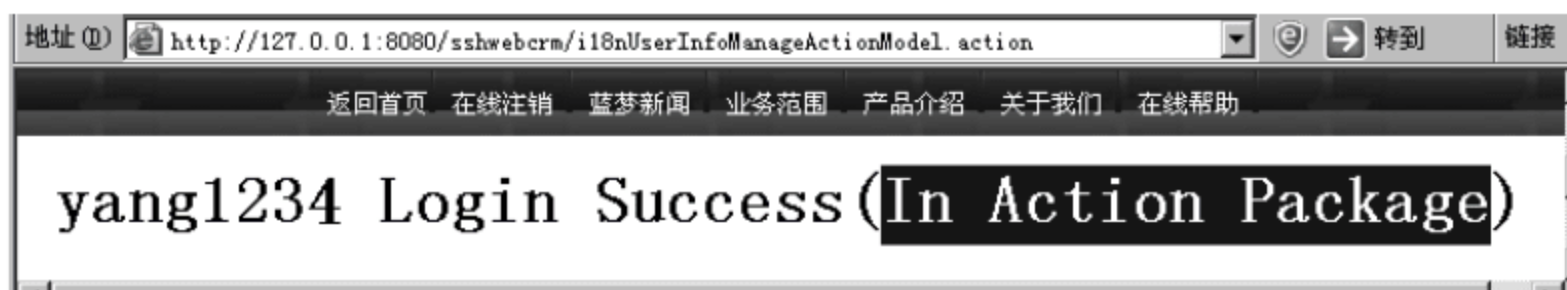 地址(D) http://127.0.0.1:8080/sshwebcrm/i18nUserInfoManageActionModel.action 转到 链接
返回首页 在线注销 蓝梦新闻 业务范围 产品介绍 关于我们 在线帮助
yang1234 Login Success(In Action Package)